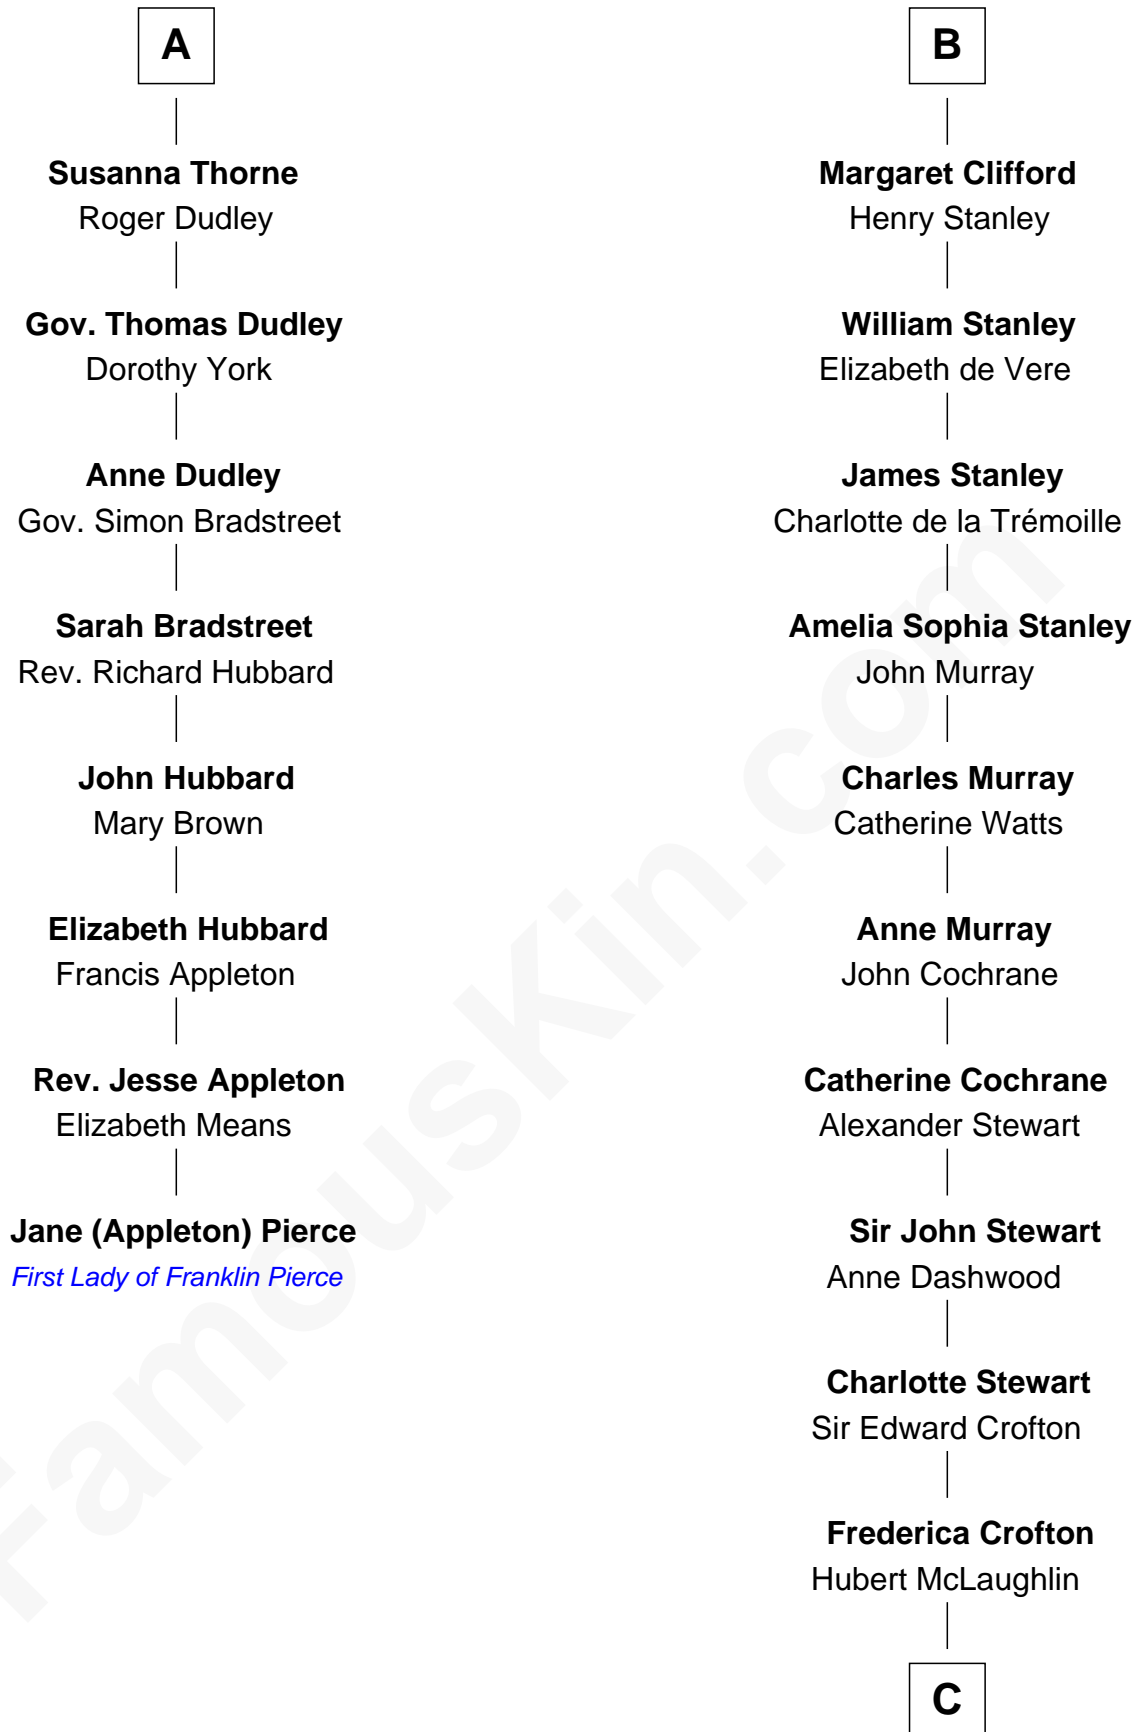 A
Susanna Thorne
Roger Dudley
Gov. Thomas Dudley
Dorothy York
Anne Dudley
Gov. Simon Bradstreet
Sarah Bradstreet
Rev. Richard Hubbard
John Hubbard
Mary Brown
Elizabeth Hubbard
Francis Appleton
Rev. Jesse Appleton
Elizabeth Means
Jane (Appleton) Pierce
First Lady of Franklin Pierce
B
Margaret Clifford
Henry Stanley
William Stanley
Elizabeth de Vere
James Stanley
Charlotte de la Trémoille
Amelia Sophia Stanley
John Murray
Charles Murray
Catherine Watts
Anne Murray
John Cochrane
Catherine Cochrane
Alexander Stewart
Sir John Stewart
Anne Dashwood
Charlotte Stewart
Sir Edward Crofton
Frederica Crofton
Hubert McLaughlin
C
FamousKin.com